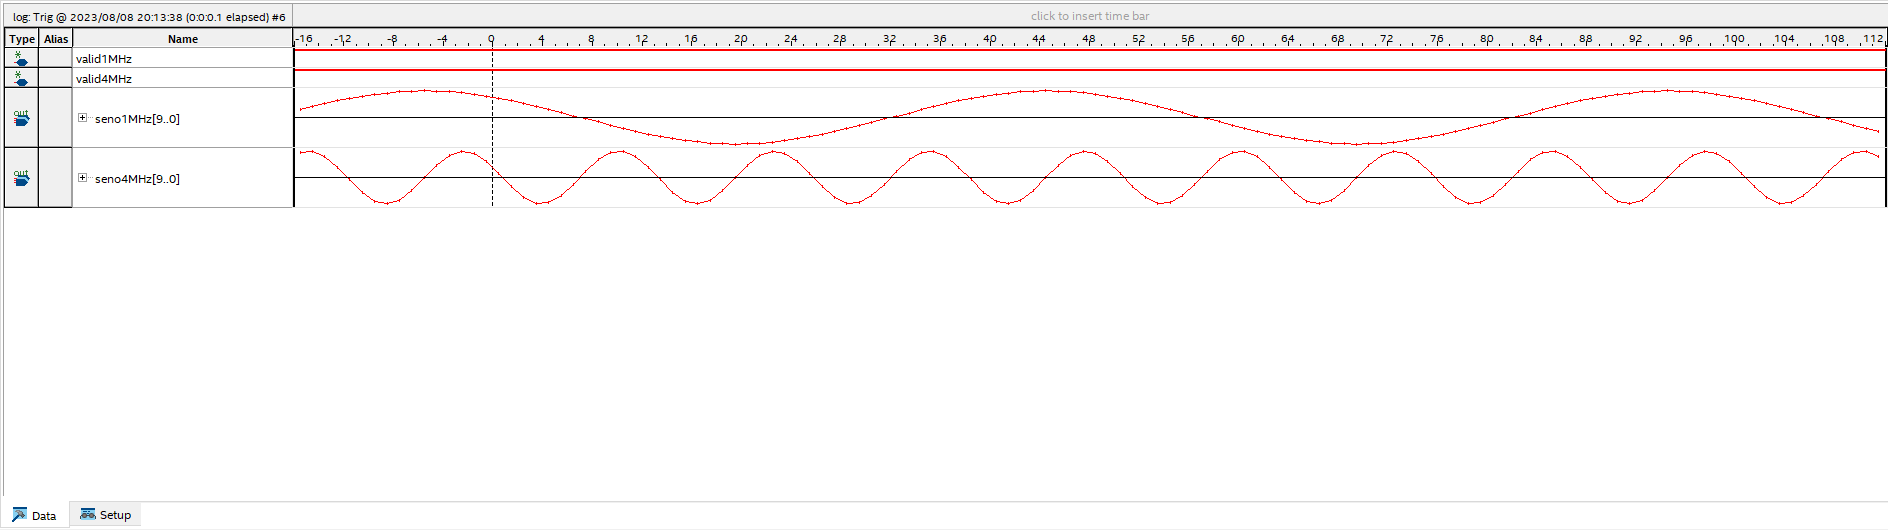 log: Trig @ 2023/08/08 20:13:38 (0:0:0.1 elapsed) #6
click to insert time bar
Type Alias Name
-16 -12 -8 -4 0 4 8 12 16 20 24 28 32 36 40 44 48 52 56 60 64 68 72 76 80 84 88 92 96 100 104 108 112
valid1MHz
valid4MHz
out
seno1MHz[9..0]
out
seno4MHz[9..0]
Data Setup